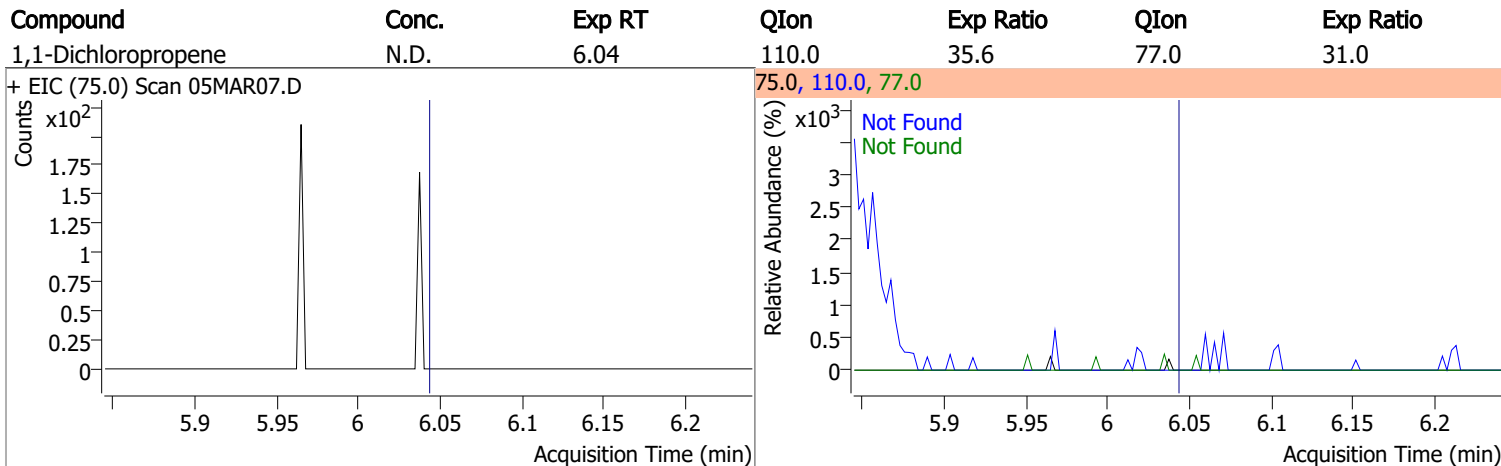 Compound Conc. Exp RT QIon Exp Ratio QIon Exp Ratio
1,1-Dichloropropene N.D. 6.04 110.0 35.6 77.0 31.0
+ EIC (75.0) Scan 05MAR07.D
Counts
x10²
1.75
1.5
1.25
1
0.75
0.5
0.25
0
5.9 5.95 6 6.05 6.1 6.15 6.2
Acquisition Time (min)
75.0, 110.0, 77.0
Relative Abundance (%)
x10³
Not Found
Not Found
3
2.5
2
1.5
1
0.5
0
5.9 5.95 6 6.05 6.1 6.15 6.2
Acquisition Time (min)